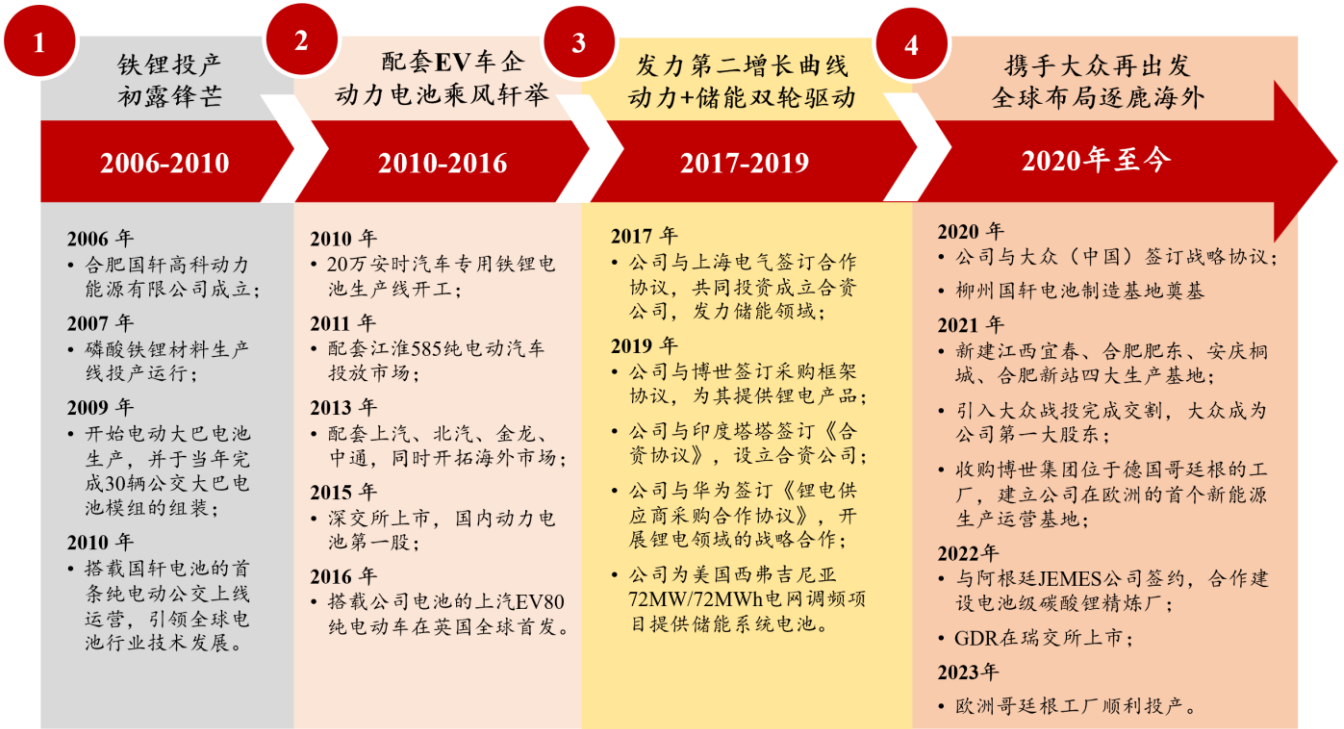 1
铁锂投产
初露锋芒
2006-2010
2006 年
• 合肥国轩高科动力
能源有限公司成立；
2007 年
• 磷酸铁锂材料生产
线投产运行；
2009 年
• 开始电动大巴电池
生产，并于当年完
成30辆公交大巴电
池模组的组装；
2010 年
• 搭载国轩电池的首
条纯电动公交上线
运营，引领全球电
池行业技术发展。
2
配套EV车企
动力电池乘风轩举
2010-2016
2010 年
• 20万安时汽车专用铁锂电
池生产线开工；
2011 年
• 配套江淮585纯电动汽车
投放市场；
2013 年
• 配套上汽、北汽、金龙、
中通，同时开拓海外市场；
2015 年
• 深交所上市，国内动力电
池第一股；
2016 年
• 搭载公司电池的上汽EV80
纯电动车在英国全球首发。
3
发力第二增长曲线
动力+储能双轮驱动
2017-2019
2017 年
• 公司与上海电气签订合作
协议，共同投资成立合资
公司，发力储能领域；
2019 年
• 公司与博世签订采购框架
协议，为其提供锂电产品；
• 公司与印度塔塔签订《合
资协议》，设立合资公司；
• 公司与华为签订《锂电供
应商采购合作协议》，开
展锂电领域的战略合作；
• 公司为美国西弗吉尼亚
72MW/72MWh电网调频项
目提供储能系统电池。
4
携手大众再出发
全球布局逐鹿海外
2020年至今
2020 年
• 公司与大众（中国）签订战略协议；
• 柳州国轩电池制造基地奠基
2021 年
• 新建江西宜春、合肥肥东、安庆桐
城、合肥新站四大生产基地；
• 引入大众战投完成交割，大众成为
公司第一大股东；
• 收购博世集团位于德国哥廷根的工
厂，建立公司在欧洲的首个新能源
生产运营基地；
2022年
• 与阿根廷JEMES公司签约，合作建
设电池级碳酸锂精炼厂；
• GDR在瑞交所上市；
2023年
• 欧洲哥廷根工厂顺利投产。